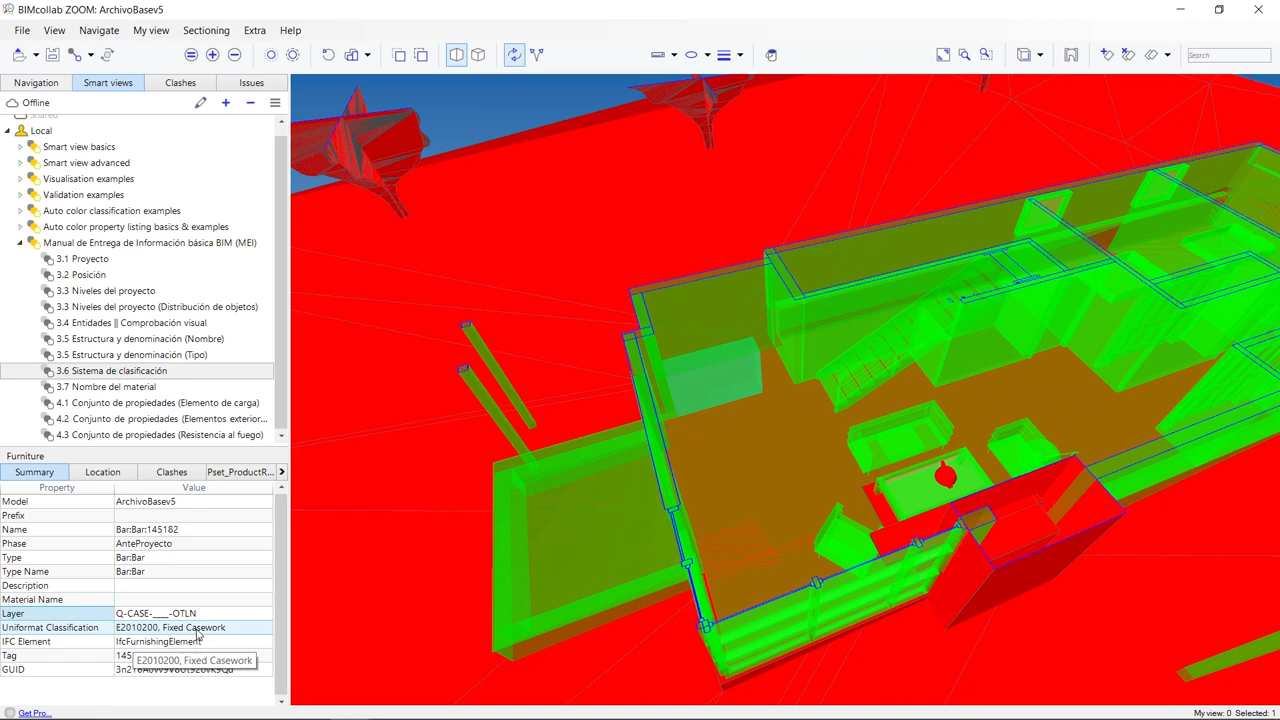 BIMcollab ZOOM: ArchivoBasev5
File View Navigate My view Sectioning Extra Help
Search
Navigation Smart views Clashes Issues
Offline
Shared
Local
Smart view basics
Smart view advanced
Visualisation examples
Validation examples
Auto color classification examples
Auto color property listing basics & examples
Manual de Entrega de Información básica BIM (MEI)
3.1 Proyecto
3.2 Posición
3.3 Niveles del proyecto
3.3 Niveles del proyecto (Distribución de objetos)
3.4 Entidades || Comprobación visual
3.5 Estructura y denominación (Nombre)
3.5 Estructura y denominación (Tipo)
3.6 Sistema de clasificación
3.7 Nombre del material
4.1 Conjunto de propiedades (Elemento de carga)
4.2 Conjunto de propiedades (Elementos exterior...
4.3 Conjunto de propiedades (Resistencia al fuego)
Furniture
Summary Location Clashes Pset_ProductR...
Property Value
Model ArchivoBasev5
Prefix
Name Bar:Bar:145182
Phase AnteProyecto
Type Bar:Bar
Type Name Bar:Bar
Description
Material Name
Layer Q-CASE-____-OTLN
Uniformat Classification E2010200, Fixed Casework
IFC Element IfcFurnishingElement
Tag 145
E2010200, Fixed Casework
GUID
Get Pro...
My view: 0 Selected: 1